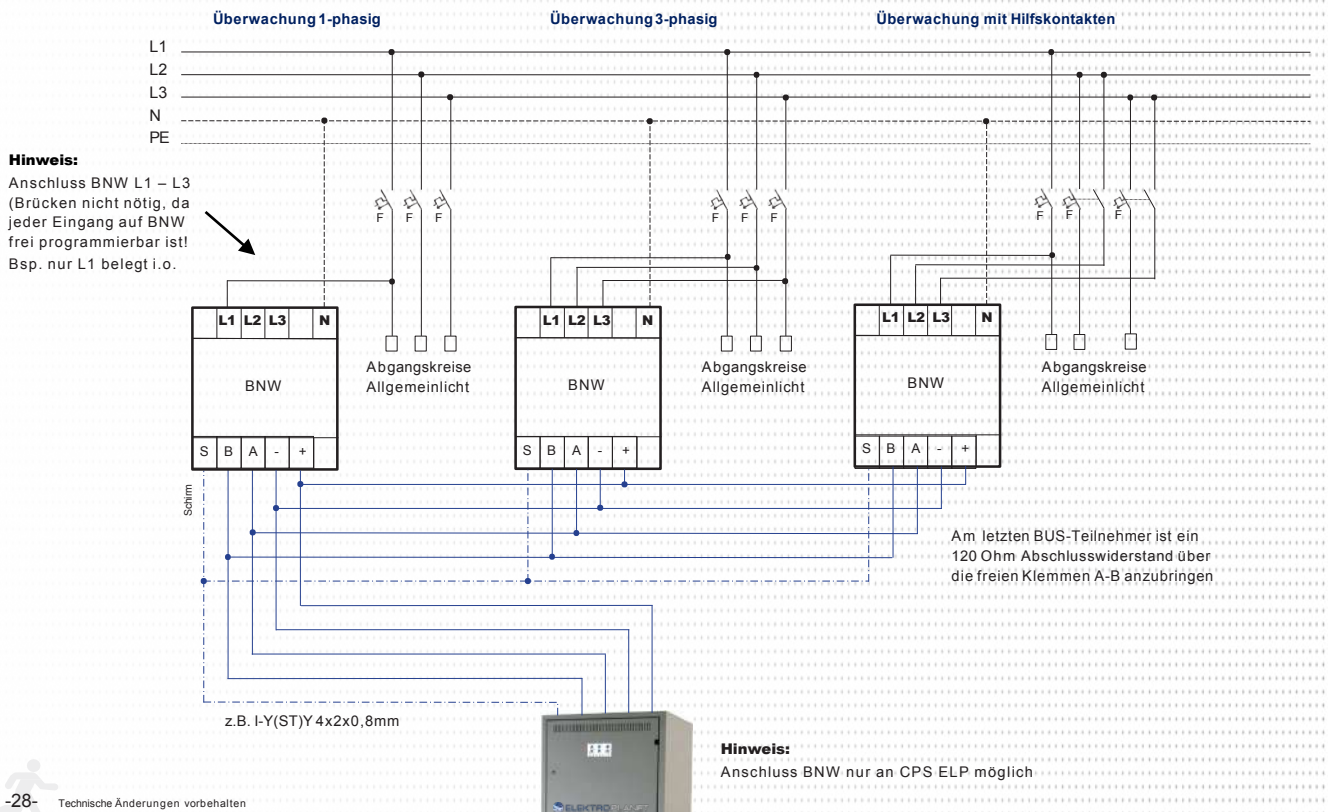 Überwachung 1-phasig
Überwachung 3-phasig
Überwachung mit Hilfskontakten
L1
L2
L3
N
PE
Hinweis:
Anschluss BNW L1 – L3
(Brücken nicht nötig, da
jeder Eingang auf BNW
frei programmierbar ist!
Bsp. nur L1 belegt i.o.
F F F
F F F
F F F
L1 L2 L3 N
BNW
S B A - +
Abgangskreise
Allgemeinlicht
L1 L2 L3 N
BNW
S B A - +
Abgangskreise
Allgemeinlicht
L1 L2 L3 N
BNW
S B A - +
Abgangskreise
Allgemeinlicht
Schirm
Am letzten BUS-Teilnehmer ist ein
120 Ohm Abschlusswiderstand über
die freien Klemmen A-B anzubringen
z.B. I-Y(ST)Y 4x2x0,8mm
ELEKTROPLANET
Hinweis:
Anschluss BNW nur an CPS ELP möglich
-28- Technische Änderungen vorbehalten